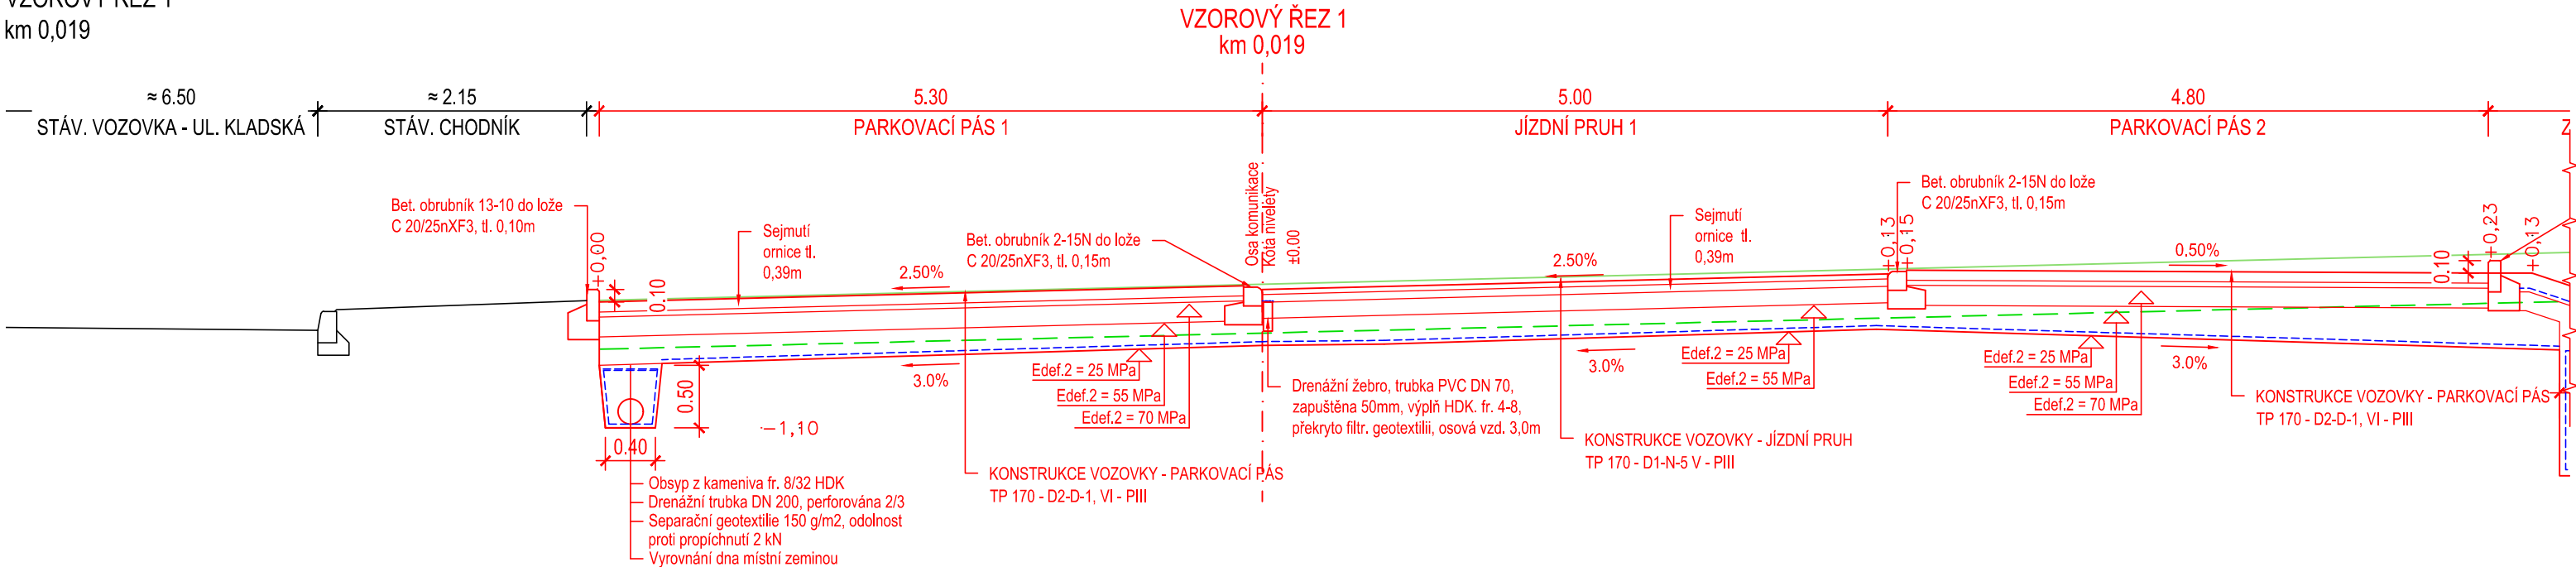 VZOROVÝ ŘEZ 1
km 0,019
VZOROVÝ ŘEZ 1
km 0,019
≈ 6.50
STÁV. VOZOVKA - UL. KLADSKÁ
≈ 2.15
STÁV. CHODNÍK
5.30
PARKOVACÍ PÁS 1
5.00
JÍZDNÍ PRUH 1
4.80
PARKOVACÍ PÁS 2
Z
Bet. obrubník 13-10 do lože
C 20/25nXF3, tl. 0,10m
+0,00
0.10
Sejmutí
ornice tl.
0,39m
2.50%
Bet. obrubník 2-15N do lože
C 20/25nXF3, tl. 0,15m
Osa komunikace
Kóta nivelety
±0.00
2.50%
Sejmutí
ornice tl.
0,39m
+0,13
+0,15
Bet. obrubník 2-15N do lože
C 20/25nXF3, tl. 0,15m
0.50%
0.10
+0,23
+0,13
0.50
0.40
-1,10
3.0%
Edef.2 = 25 MPa
Edef.2 = 55 MPa
Edef.2 = 70 MPa
Drenážní žebro, trubka PVC DN 70,
zapuštěna 50mm, výplň HDK. fr. 4-8,
překryto filtr. geotextilií, osová vzd. 3,0m
3.0%
Edef.2 = 25 MPa
Edef.2 = 55 MPa
Edef.2 = 25 MPa
Edef.2 = 55 MPa
Edef.2 = 70 MPa
3.0%
KONSTRUKCE VOZOVKY - PARKOVACÍ PÁS
TP 170 - D2-D-1, VI - PIII
KONSTRUKCE VOZOVKY - JÍZDNÍ PRUH
TP 170 - D1-N-5 V - PIII
KONSTRUKCE VOZOVKY - PARKOVACÍ PÁS
TP 170 - D2-D-1, VI - PIII
Obsyp z kameniva fr. 8/32 HDK
Drenážní trubka DN 200, perforována 2/3
Separační geotextilie 150 g/m2, odolnost
proti propíchnutí 2 kN
Vyrovnání dna místní zeminou